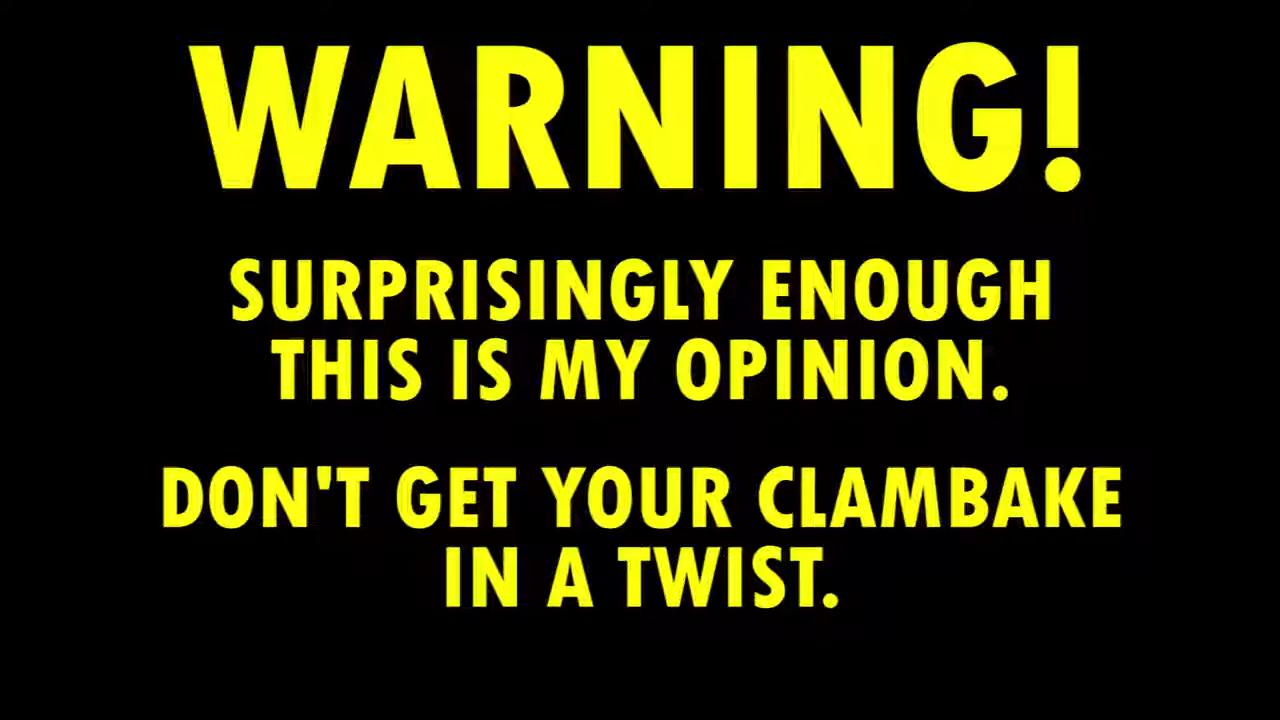 WARNING!
SURPRISINGLY ENOUGH
THIS IS MY OPINION.
DON'T GET YOUR CLAMBAKE
IN A TWIST.